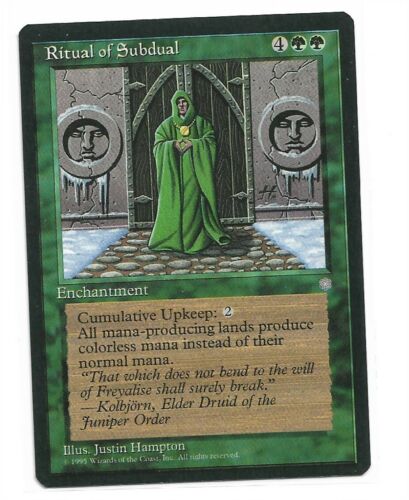 Ritual of Subdual 4
Enchantment
Cumulative Upkeep: 2
All mana-producing lands produce
colorless mana instead of their
normal mana.
"That which does not bend to the will
of Freyalise shall surely break."
—Kolbjörn, Elder Druid of the
Juniper Order
Illus. Justin Hampton
© 1995 Wizards of the Coast, Inc. All rights reserved.